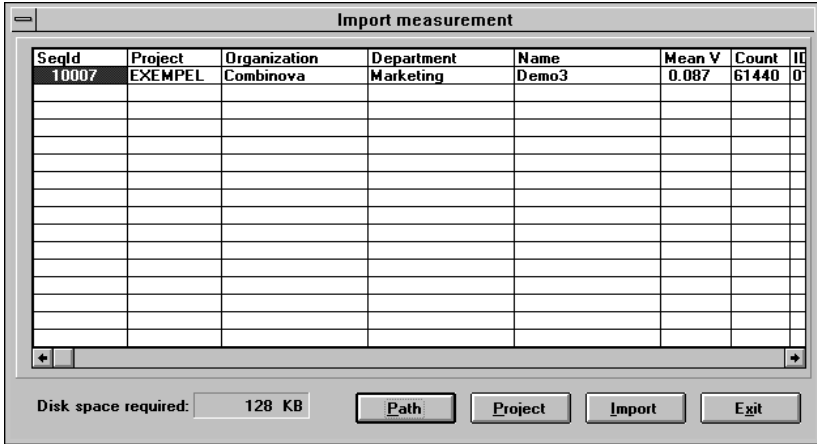 Import measurement
SeqId Project Organization Department Name Mean V Count ID
10007 EXEMPEL Combinova Marketing Demo3 0.087 61440
Disk space required: 128 KB Path Project Import Exit